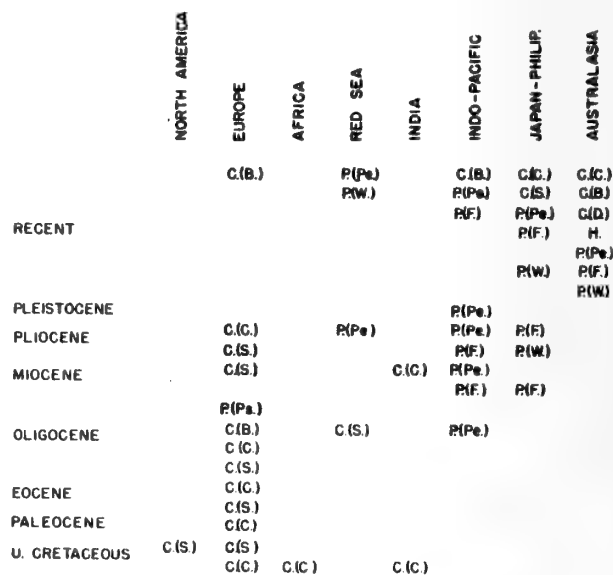 NORTH AMERICA EUROPE AFRICA RED SEA INDIA INDO-PACIFIC JAPAN-PHILIP. AUSTRALASIA
C.(B.) P.(Pe.) C.(B.) C.(C.) C.(C.)
P.(W.) P.(Pe.) C.(S.) C.(B.)
P.(F.) P.(Pe.) C.(D.)
RECENT P.(F.) H.
P.(Pe.)
P.(W.) P.(F.)
P.(W.)
PLEISTOCENE P.(Pe.)
PLIOCENE C.(C.) P.(Pe.) P.(Pe.) P.(F.)
C.(S.) P.(F.) P.(W.)
MIOCENE C.(S.) C.(C.) P.(Pe.)
P.(F.) P.(F.)
P.(Pa.)
OLIGOCENE C.(B.) C.(S.) P.(Pe.)
C.(C.)
C.(S.)
EOCENE C.(C.)
C.(S.)
PALEOCENE C.(C.)
U. CRETACEOUS C.(S.) C.(S.)
C.(C.) C.(C.) C.(C.)